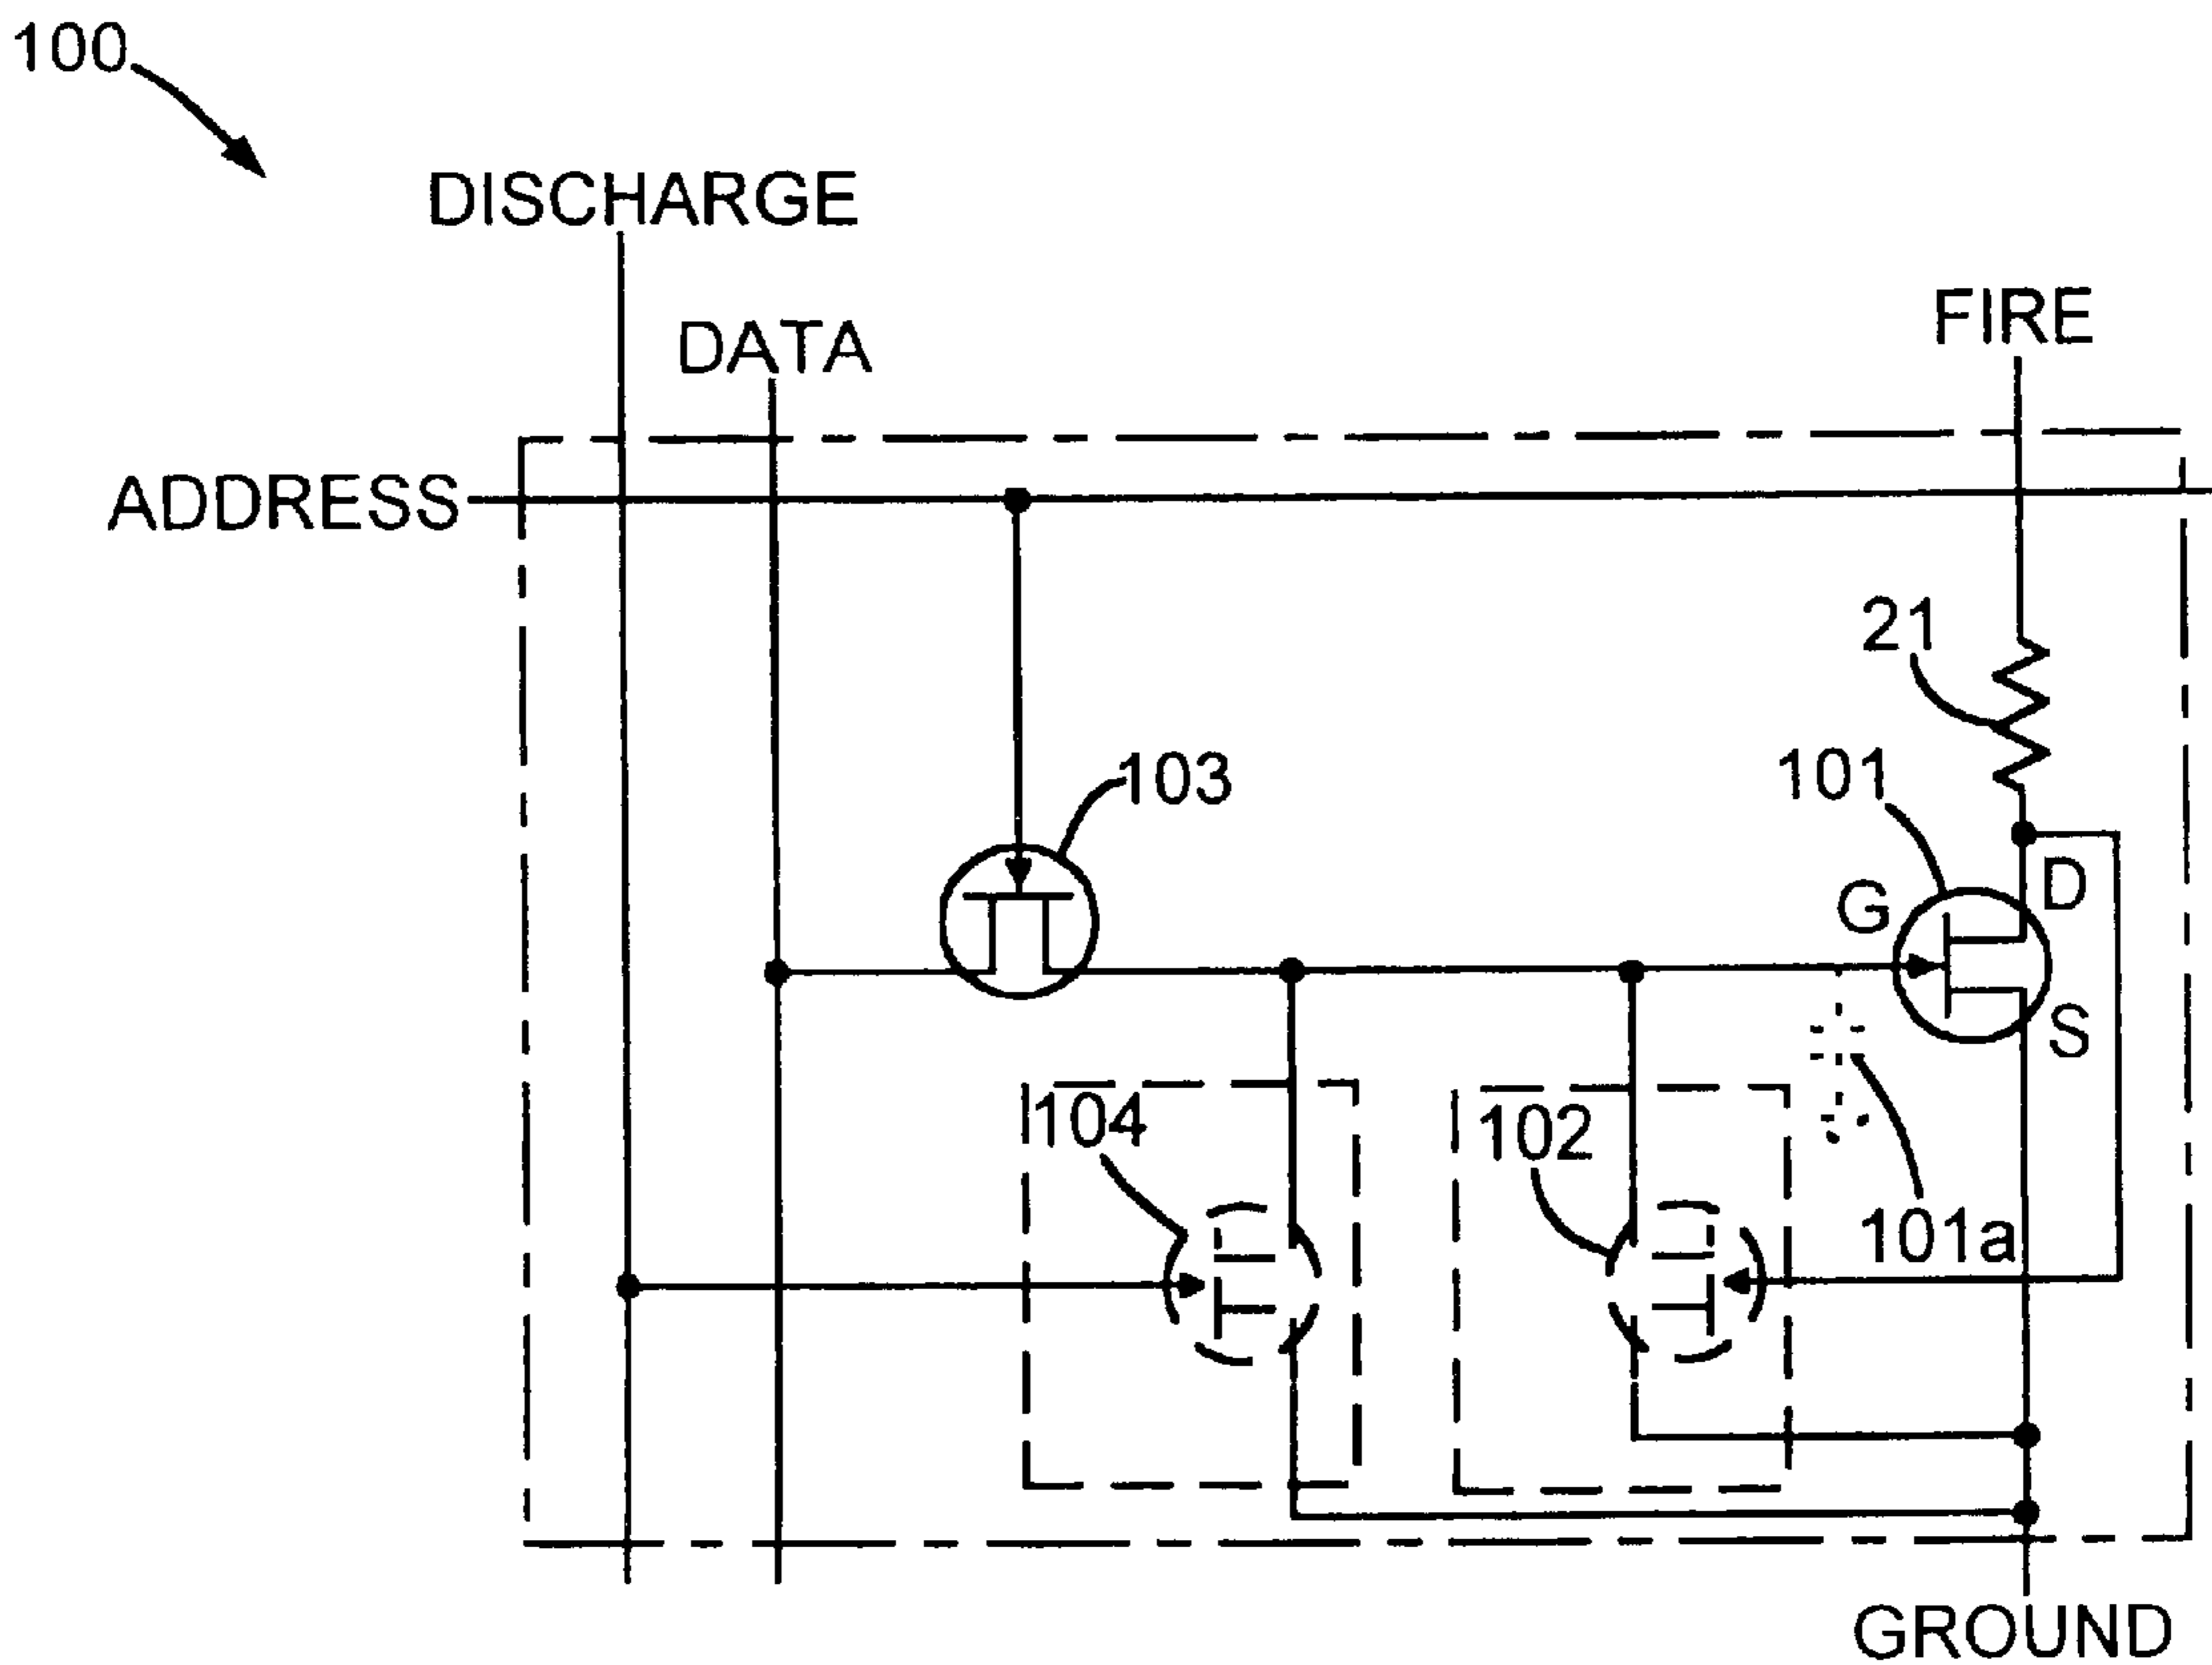 100
DISCHARGE
DATA
FIRE
ADDRESS
21
103
101
G
D
S
104
102
101a
GROUND